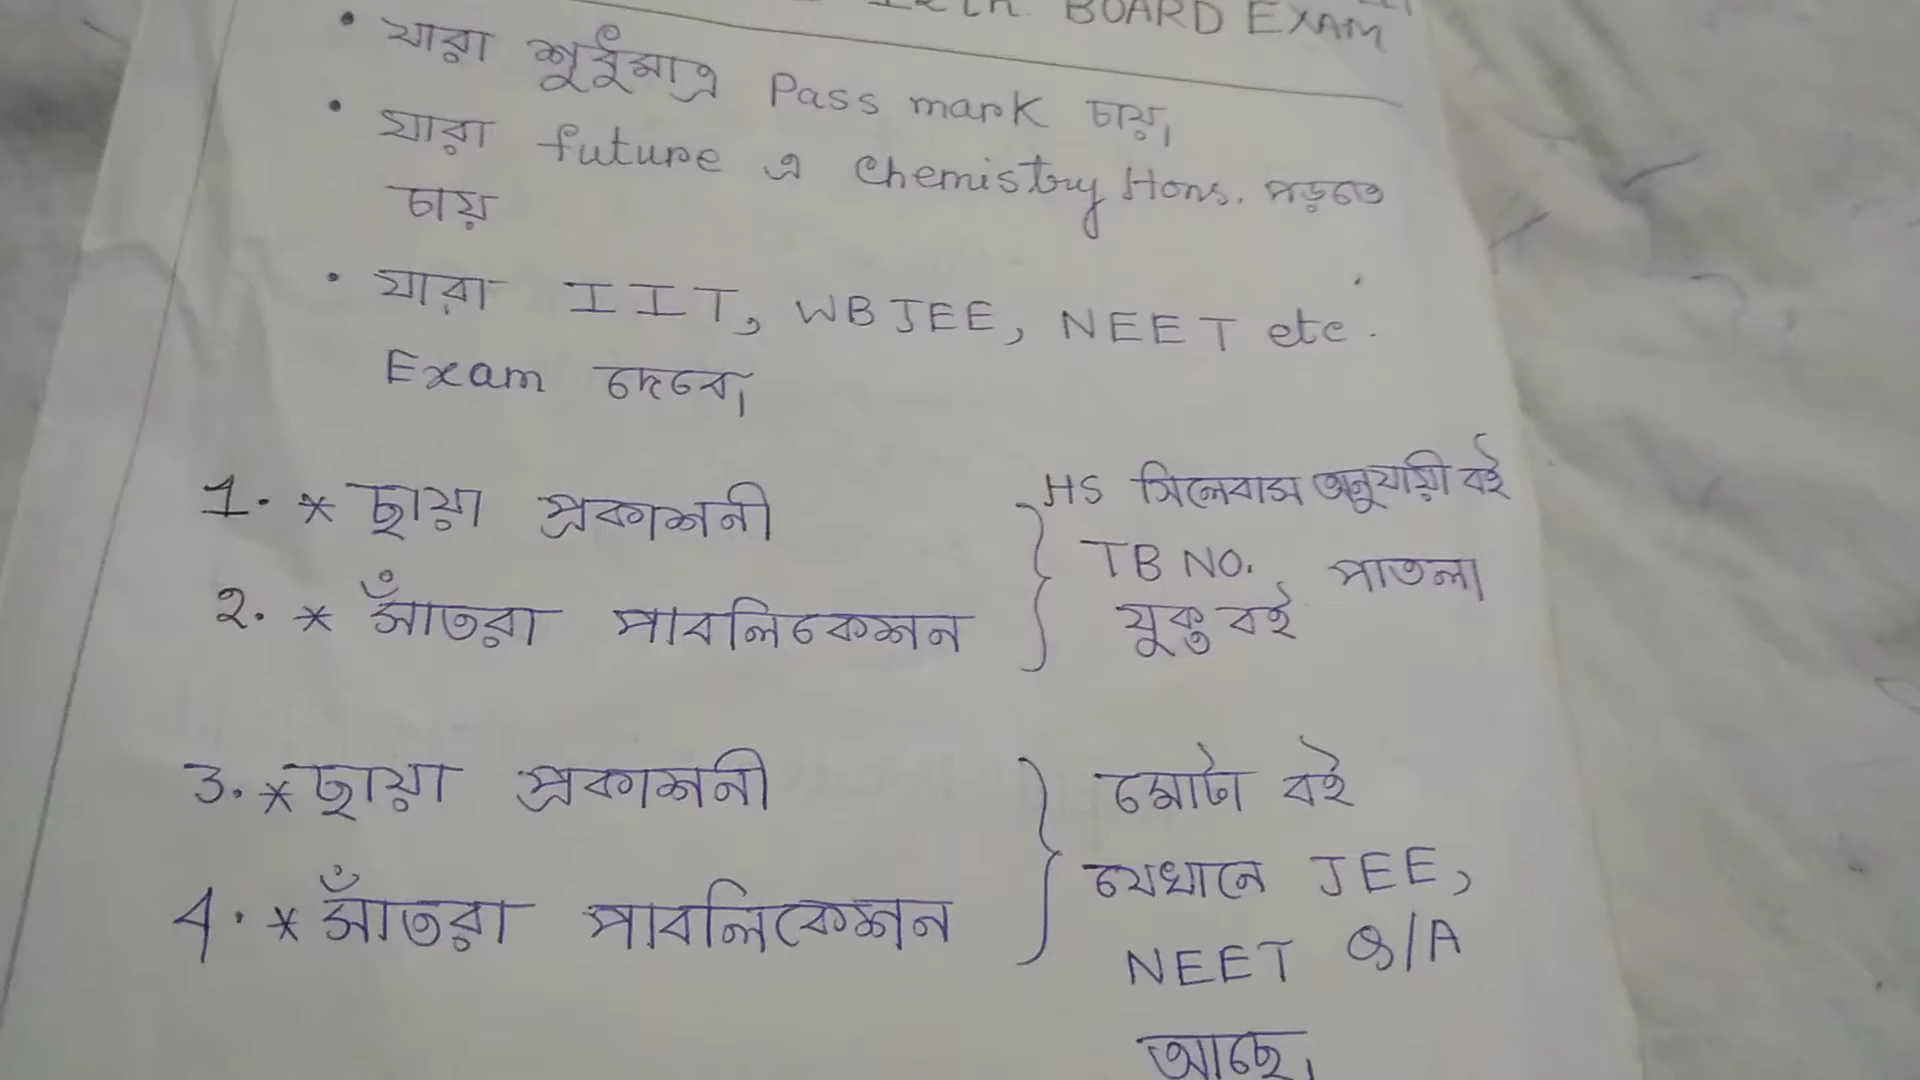 12th BOARD EXAM
• যারা শুধুমাত্র Pass mark চায়।
• যারা future এ Chemistry Hons. পড়তে
চায়
• যারা IIT, WBJEE, NEET etc.
Exam দেবে।
1. * ছায়া প্রকাশনী
2. * সাঁতরা পাবলিকেশন
HS সিলেবাস অনুযায়ী বই
TB NO. পাতলা
যুক্ত বই
3. * ছায়া প্রকাশনী
4. * সাঁতরা পাবলিকেশন
মোটা বই
যেখানে JEE,
NEET Q/A
আছে।